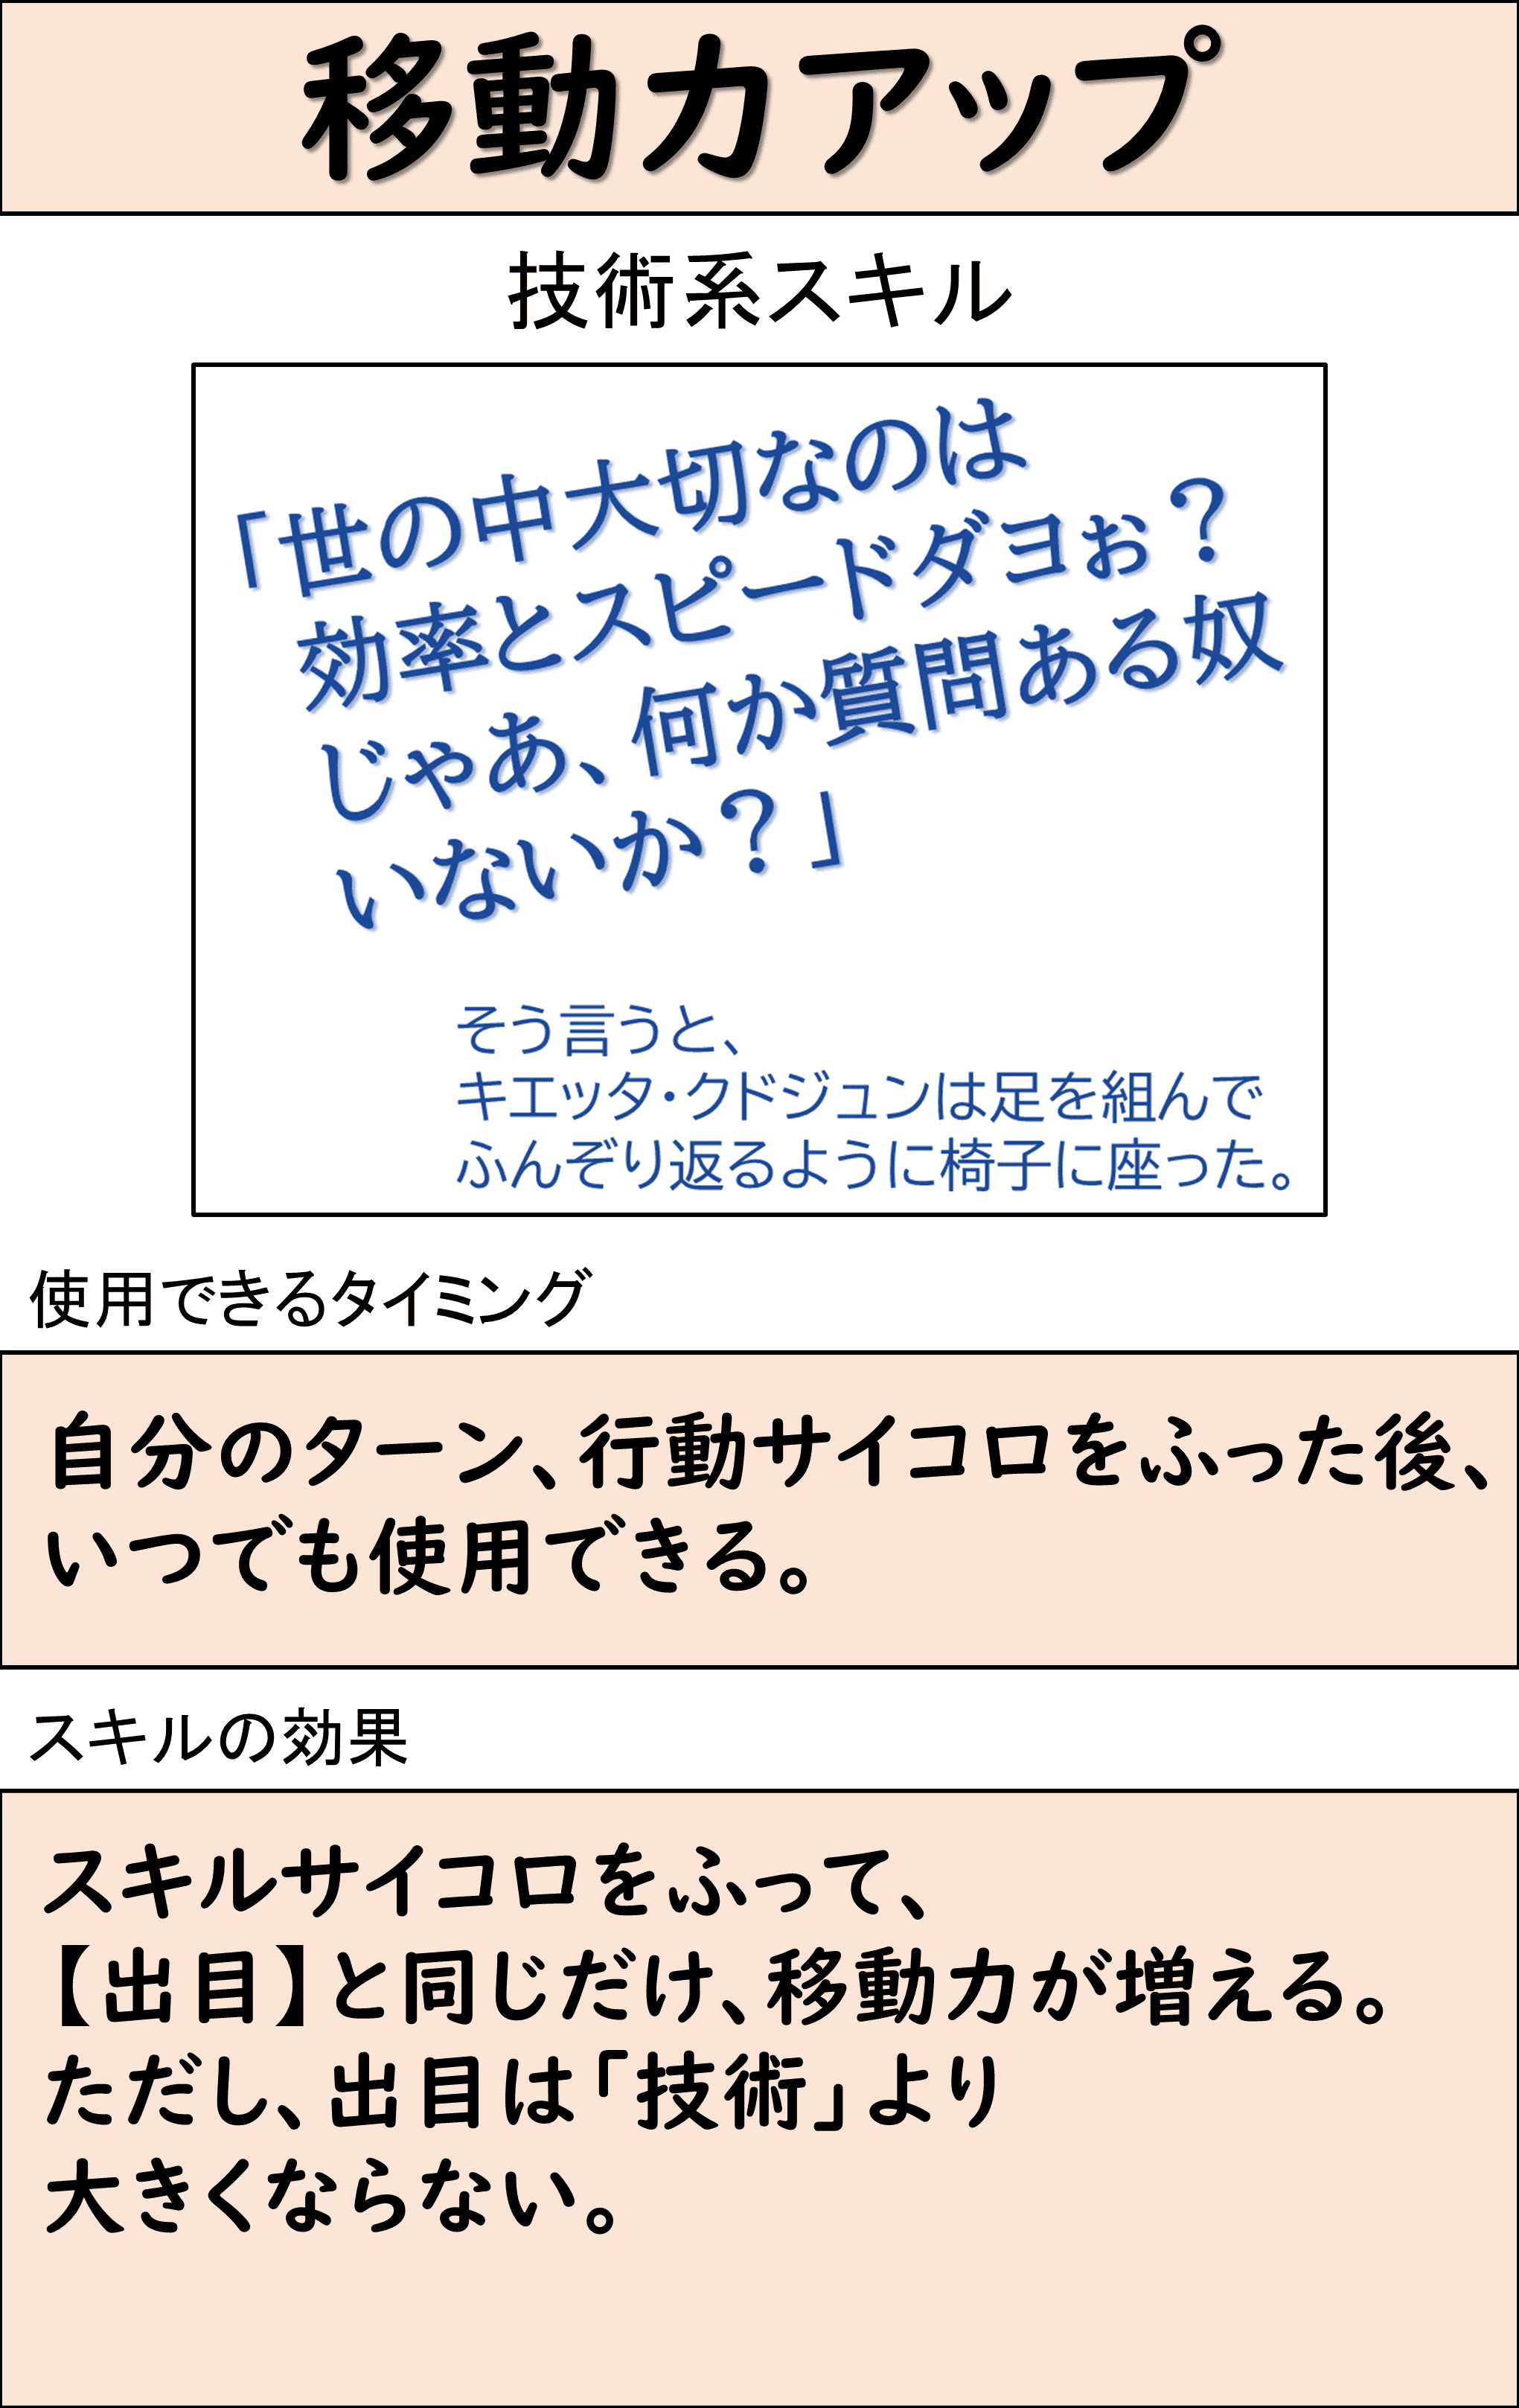 移動力アップ
技術系スキル
「世の中大切なのは
効率とスピードダヨぉ？
じゃあ、何か質問ある奴
いないか？」
そう言うと、
キエッタ・クドジュンは足を組んで
ふんぞり返るように椅子に座った。
使用できるタイミング
自分のターン、行動サイコロをふった後、
いつでも使用できる。
スキルの効果
スキルサイコロをふって、
【出目】と同じだけ、移動力が増える。
ただし、出目は「技術」より
大きくならない。